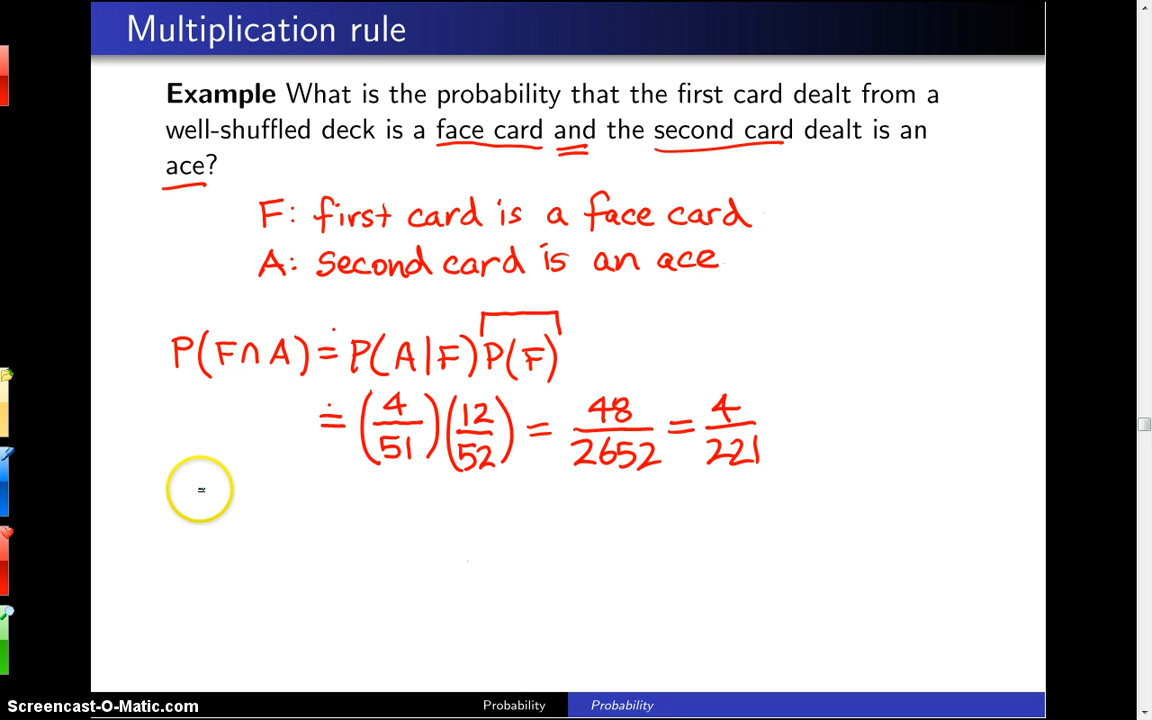 Multiplication rule
Example What is the probability that the first card dealt from a
well-shuffled deck is a face card and the second card dealt is an
ace?
F: first card is a face card
A: second card is an ace
P(F∩A) = P(A|F) P(F)
= (4/51)(12/52) = 48/2652 = 4/221
Probability Probability
Screencast-O-Matic.com